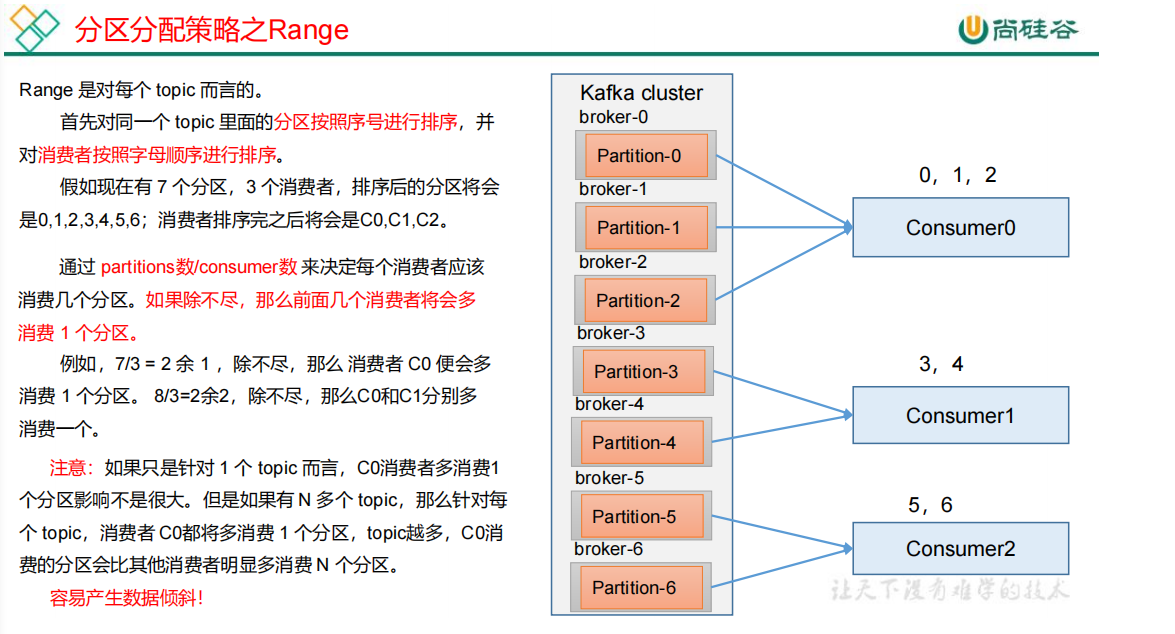 分区分配策略之Range
尚硅谷
Range 是对每个 topic 而言的。
首先对同一个 topic 里面的分区按照序号进行排序，并
对消费者按照字母顺序进行排序。
假如现在有 7 个分区，3 个消费者，排序后的分区将会
是0,1,2,3,4,5,6；消费者排序完之后将会是C0,C1,C2。
通过 partitions数/consumer数 来决定每个消费者应该
消费几个分区。如果除不尽，那么前面几个消费者将会多
消费 1 个分区。
例如，7/3 = 2 余 1 ，除不尽，那么 消费者 C0 便会多
消费 1 个分区。 8/3=2余2，除不尽，那么C0和C1分别多
消费一个。
注意：如果只是针对 1 个 topic 而言，C0消费者多消费1
个分区影响不是很大。但是如果有 N 多个 topic，那么针对每
个 topic，消费者 C0都将多消费 1 个分区，topic越多，C0消
费的分区会比其他消费者明显多消费 N 个分区。
容易产生数据倾斜！
Kafka cluster
broker-0
Partition-0
broker-1
Partition-1
broker-2
Partition-2
broker-3
Partition-3
broker-4
Partition-4
broker-5
Partition-5
broker-6
Partition-6
0，1，2
Consumer0
3，4
Consumer1
5，6
Consumer2
让天下没有难学的技术